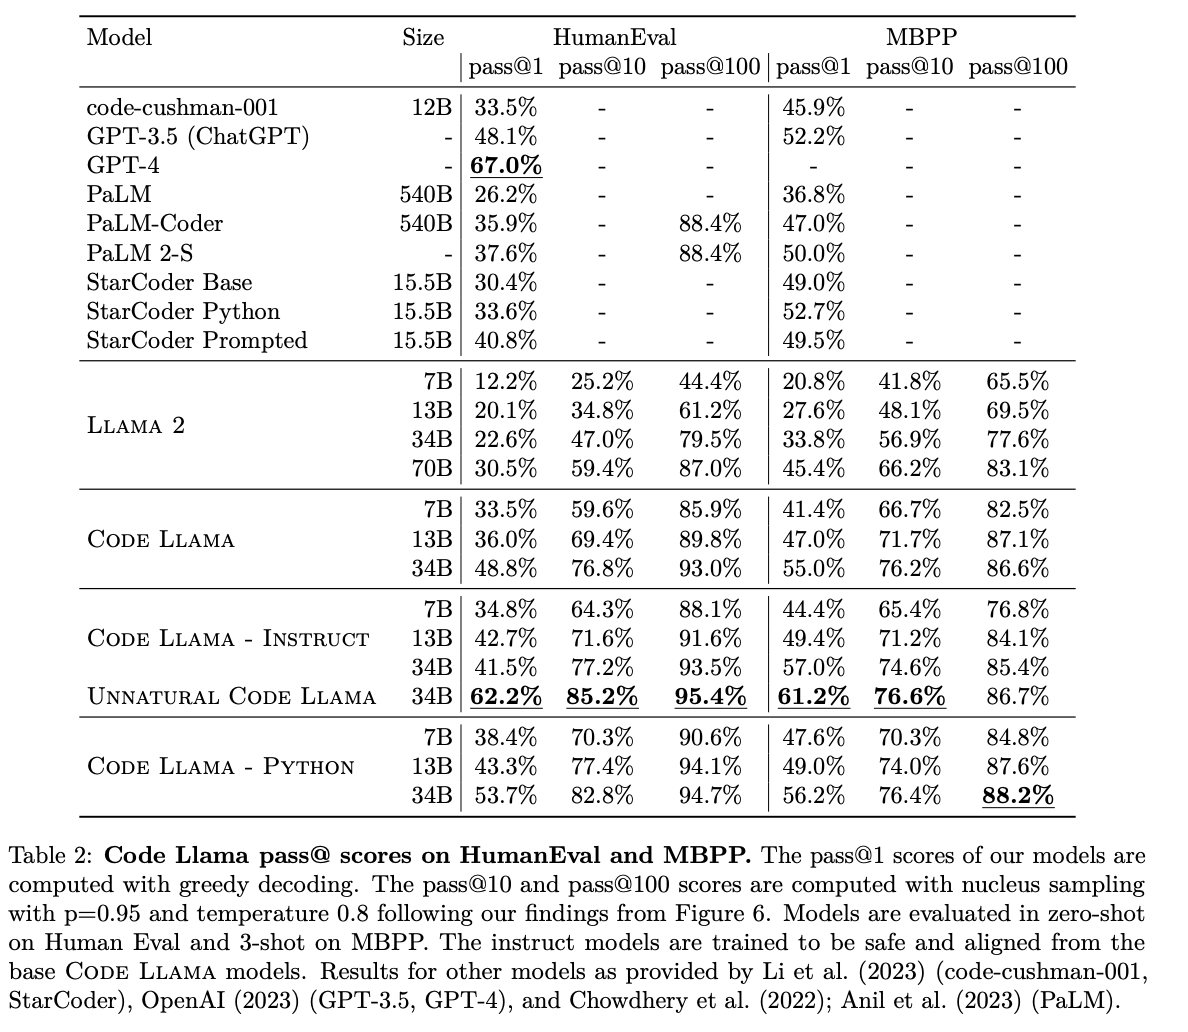 Model Size HumanEval MBPP
pass@1 pass@10 pass@100 pass@1 pass@10 pass@100
code-cushman-001 12B 33.5% - - 45.9% - -
GPT-3.5 (ChatGPT) - 48.1% - - 52.2% - -
GPT-4 - 67.0% - - - - -
PaLM 540B 26.2% - - 36.8% - -
PaLM-Coder 540B 35.9% - 88.4% 47.0% - -
PaLM 2-S - 37.6% - 88.4% 50.0% - -
StarCoder Base 15.5B 30.4% - - 49.0% - -
StarCoder Python 15.5B 33.6% - - 52.7% - -
StarCoder Prompted 15.5B 40.8% - - 49.5% - -
7B 12.2% 25.2% 44.4% 20.8% 41.8% 65.5%
13B 20.1% 34.8% 61.2% 27.6% 48.1% 69.5%
Llama 2
34B 22.6% 47.0% 79.5% 33.8% 56.9% 77.6%
70B 30.5% 59.4% 87.0% 45.4% 66.2% 83.1%
7B 33.5% 59.6% 85.9% 41.4% 66.7% 82.5%
Code Llama 13B 36.0% 69.4% 89.8% 47.0% 71.7% 87.1%
34B 48.8% 76.8% 93.0% 55.0% 76.2% 86.6%
7B 34.8% 64.3% 88.1% 44.4% 65.4% 76.8%
Code Llama - Instruct 13B 42.7% 71.6% 91.6% 49.4% 71.2% 84.1%
34B 41.5% 77.2% 93.5% 57.0% 74.6% 85.4%
Unnatural Code Llama 34B 62.2% 85.2% 95.4% 61.2% 76.6% 86.7%
7B 38.4% 70.3% 90.6% 47.6% 70.3% 84.8%
Code Llama - Python 13B 43.3% 77.4% 94.1% 49.0% 74.0% 87.6%
34B 53.7% 82.8% 94.7% 56.2% 76.4% 88.2%
Table 2: Code Llama pass@ scores on HumanEval and MBPP. The pass@1 scores of our models are
computed with greedy decoding. The pass@10 and pass@100 scores are computed with nucleus sampling
with p=0.95 and temperature 0.8 following our findings from Figure 6. Models are evaluated in zero-shot
on Human Eval and 3-shot on MBPP. The instruct models are trained to be safe and aligned from the
base Code Llama models. Results for other models as provided by Li et al. (2023) (code-cushman-001,
StarCoder), OpenAI (2023) (GPT-3.5, GPT-4), and Chowdhery et al. (2022); Anil et al. (2023) (PaLM).